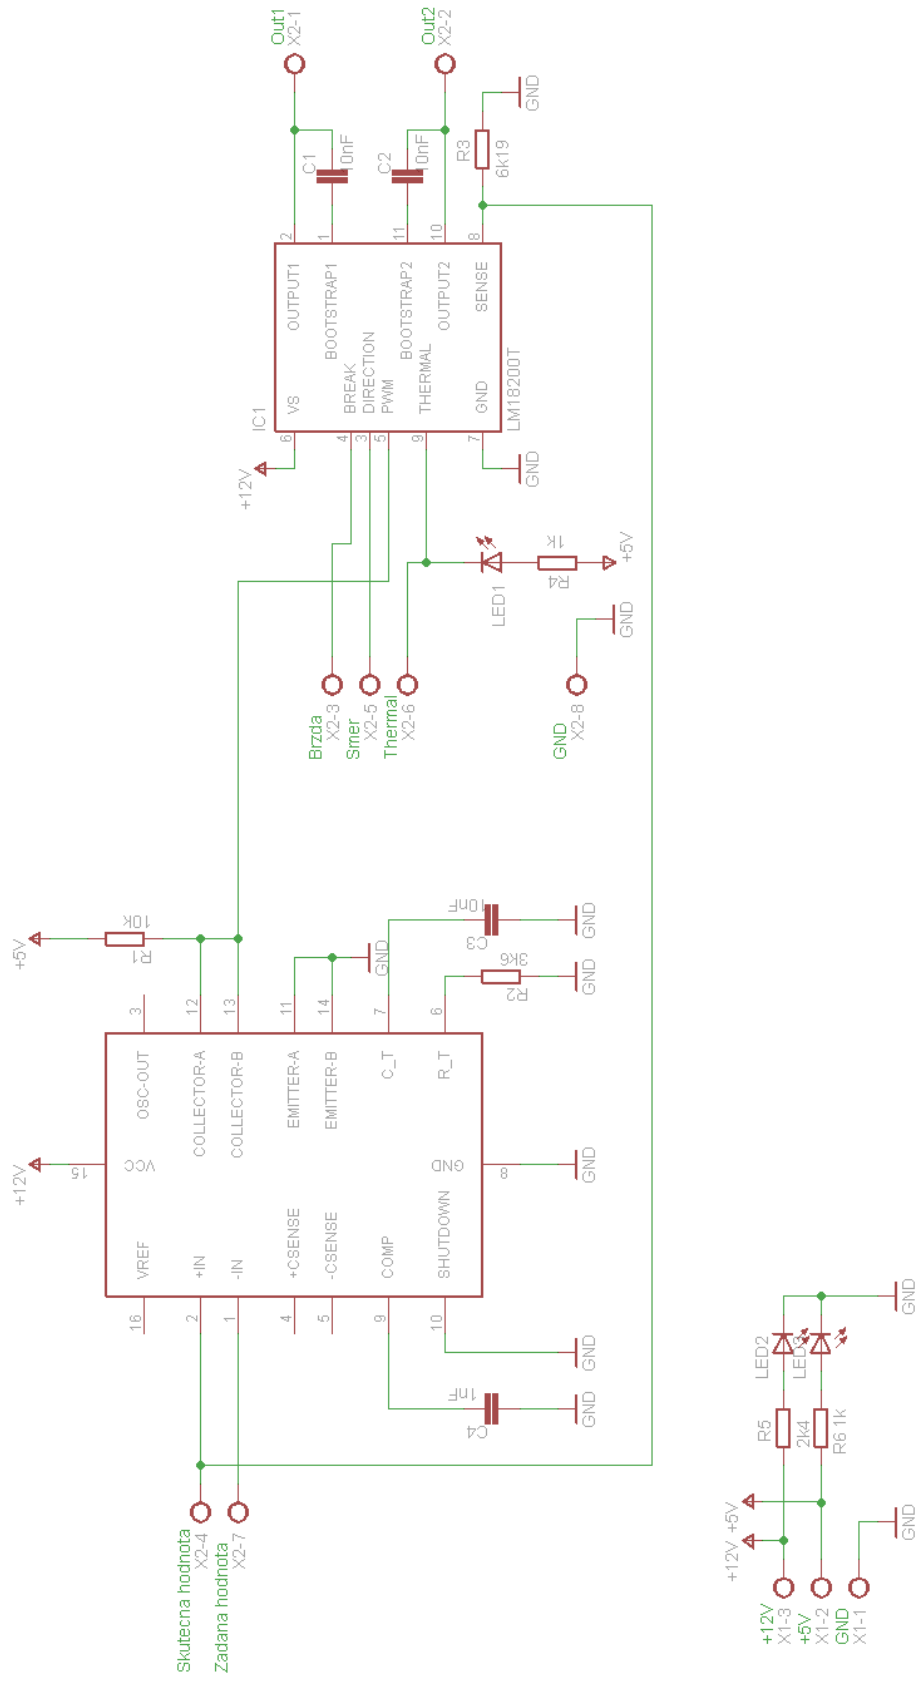 Out1
X2-1
Out2
X2-2
GND
C1
10nF
C2
10nF
R3
6k19
2
1
11
10
8
OUTPUT1
BOOTSTRAP1
BOOTSTRAP2
OUTPUT2
SENSE
VS
BREAK
DIRECTION
PWM
THERMAL
GND
IC1
LM18200T
6
4
3
5
9
7
+12V
GND
LED1
1k
R4
+5V
GND
Brzda
X2-3
Smer
X2-5
Thermal
X2-6
GND
X2-8
+5V
10k
R1
GND
10nF
C3
GND
3k6
R2
GND
3
12
13
11
14
7
6
OSC-OUT
COLLECTOR-A
COLLECTOR-B
EMITTER-A
EMITTER-B
C_T
R_T
+12V
15
VCC
GND
8
GND
VREF
+IN
-IN
+CSENSE
-CSENSE
COMP
SHUTDOWN
16
2
1
4
5
9
10
GND
1nF
C4
GND
Skutecna hodnota
X2-4
Zadana hodnota
X2-7
GND
LED2
LED3
R5
2k4
R6
1k
+12V
+5V
GND
+12V
X1-3
+5V
X1-2
GND
X1-1